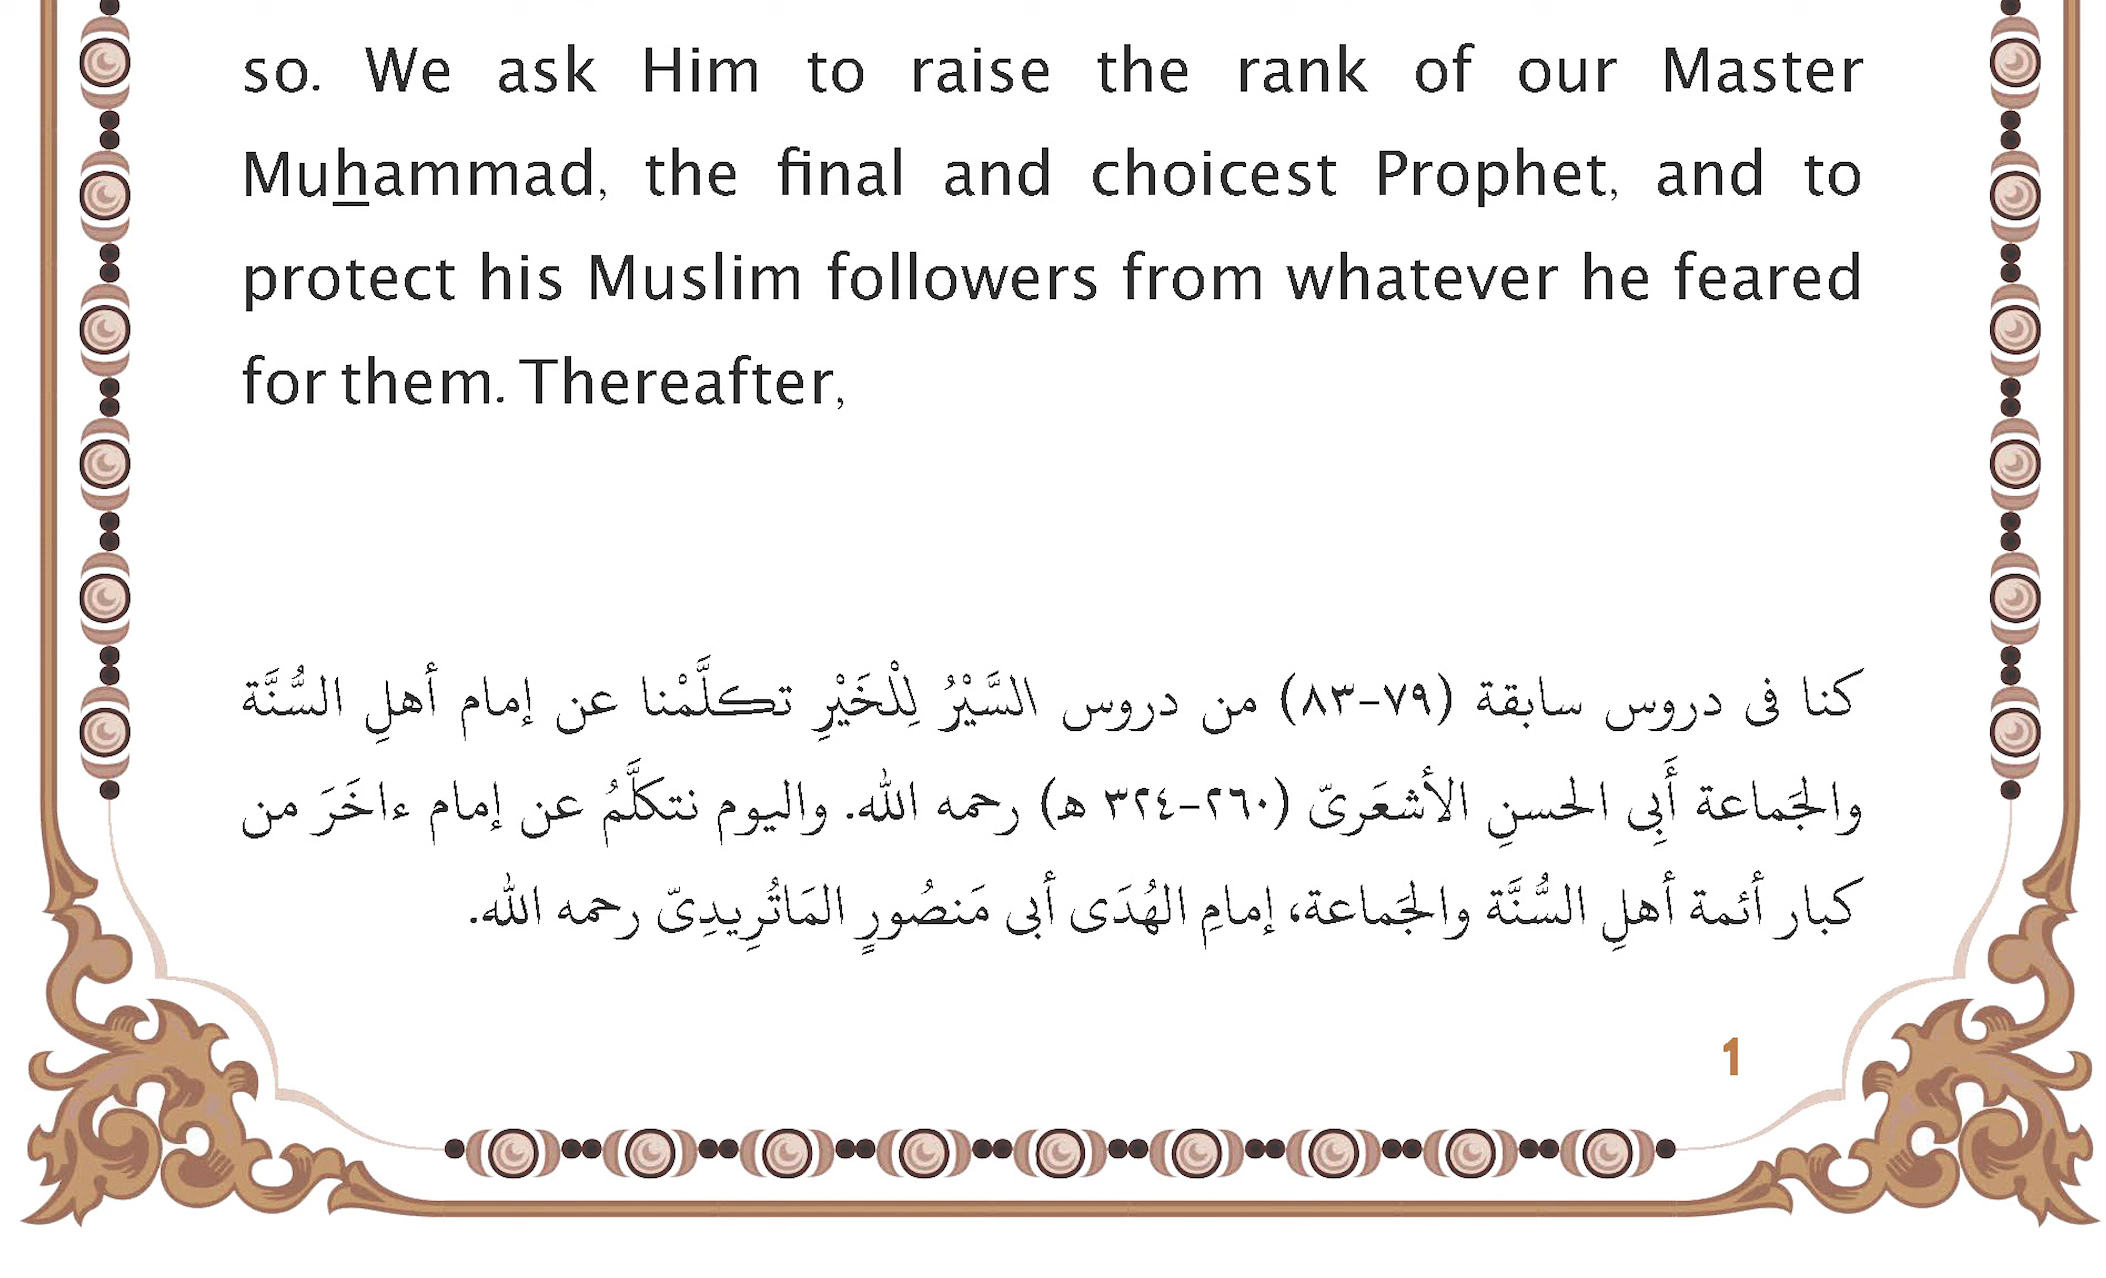 so. We ask Him to raise the rank of our Master
Muhammad, the final and choicest Prophet, and to
protect his Muslim followers from whatever he feared
for them. Thereafter,
كنا فى دروس سابقة (٧٩-٨٣) من دروس السَّيْرُ لِلْخَيْرِ تكلَّمْنا عن إمام أهلِ السُّنَّة
والجَماعة أَبِى الحسنِ الأشعَرىّ (٢٦٠-٣٢٤ ه) رحمه الله. واليوم نتكلَّمُ عن إمام ءاخَرَ من
كبار أئمة أهلِ السُّنَّة والجَماعة، إمامِ الهُدَى أبى مَنصُورٍ المَاتُرِيدِىّ رحمه الله.
1